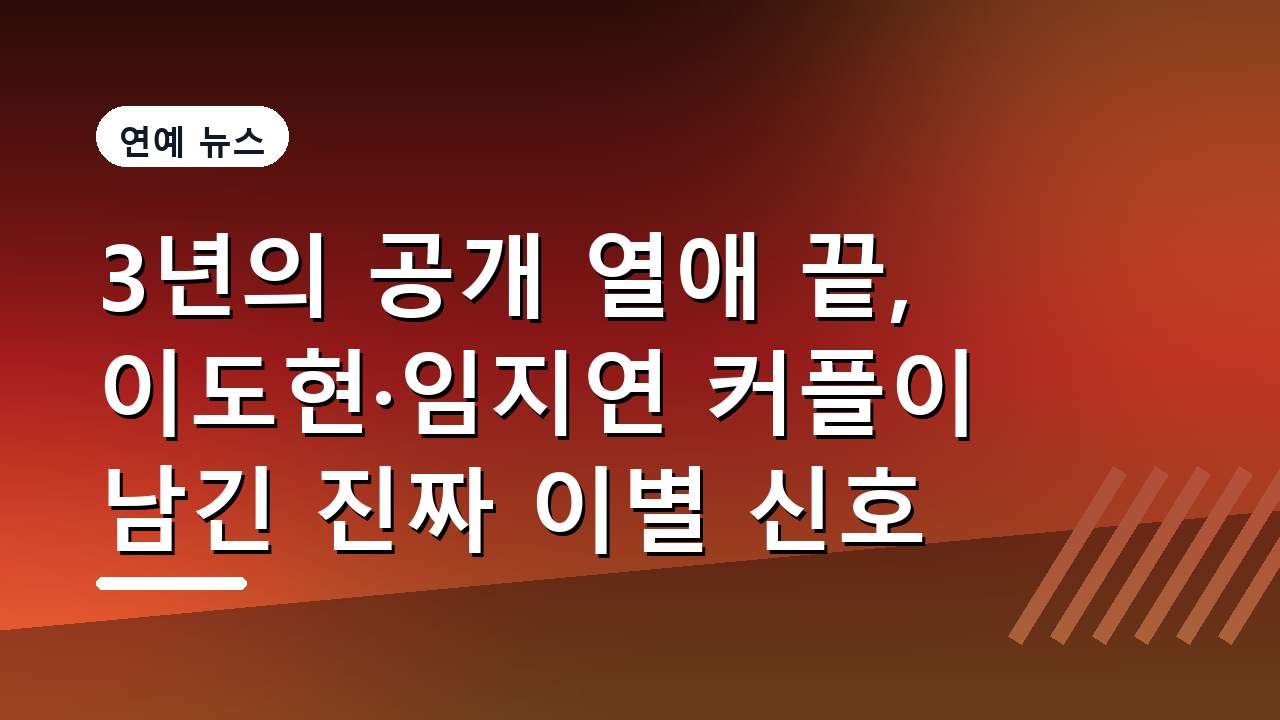 연예 뉴스
3년의 공개 열애 끝,
이도현·임지연 커플이
남긴 진짜 이별 신호